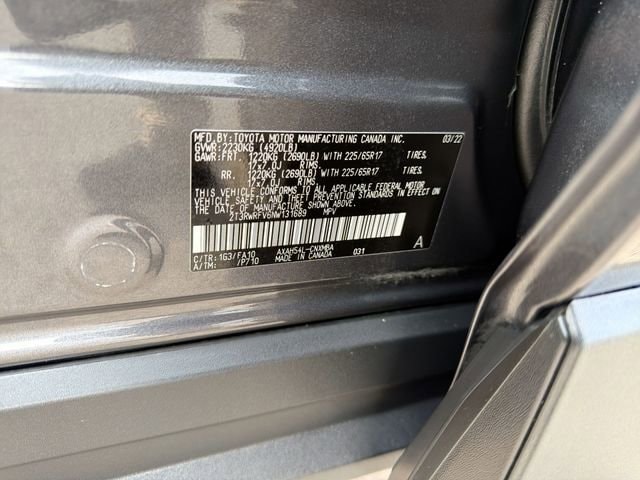 MFD.BY:TOYOTA MOTOR MANUFACTURING CANADA INC. 03/22
GVWR:2230KG (4920LB)
GAWR:FRT. 1220KG (2690LB) WITH 225/65R17 TIRES,
17x7.0J RIMS,
RR. 1220KG (2690LB) WITH 225/65R17 TIRES,
17x7.0J RIMS,
THIS VEHICLE CONFORMS TO ALL APPLICABLE
FEDERAL MOTOR VEHICLE SAFETY, BUMPER, AND
THEFT PREVENTION STANDARDS IN EFFECT ON
THE DATE OF MANUFACTURE SHOWN ABOVE.
2T3RWRFV6NW131689 MPV
C/TR:1G3/FA10 AXAH54L-CNXMBA 031 A
A/TM: /P710 MADE IN CANADA